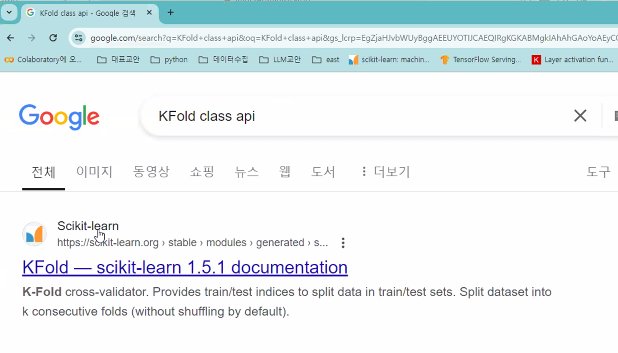 KFold class api - Google 검색
google.com/search?q=KFold+class+api&oq=KFold+class+api&gs_lcrp=EgZjaHJvbWUyBggAEEUYOTIJCAEQIRgKGKABMgkIAhAhGAoYoAEyC
Colaboratory에 오... 대표교안 python 데이터수집 LLM교안 east scikit-learn: machin... TensorFlow Serving... Layer activation fun...
Google
KFold class api
전체 이미지 동영상 쇼핑 뉴스 웹 도서 더보기 도구
Scikit-learn
https://scikit-learn.org › stable › modules › generated › s...
KFold — scikit-learn 1.5.1 documentation
K-Fold cross-validator. Provides train/test indices to split data in train/test sets. Split dataset into
k consecutive folds (without shuffling by default).